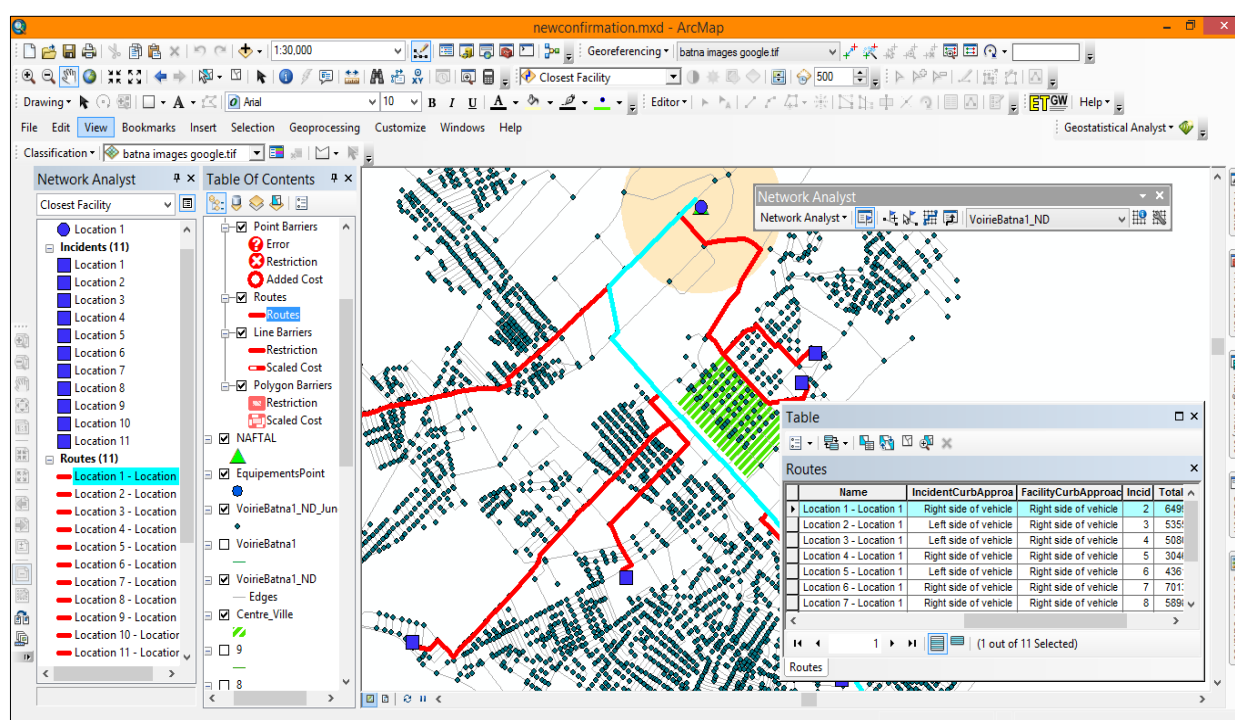 newconfirmation.mxd - ArcMap
1:30,000
Georeferencing
batna images google.tif
Closest Facility
500
Drawing
Arial
10
B I U A
Editor
ET GW
Help
File Edit View Bookmarks Insert Selection Geoprocessing Customize Windows Help
Geostatistical Analyst
Classification
batna images google.tif
Network Analyst
Closest Facility
Location 1
Incidents (11)
Location 1
Location 2
Location 3
Location 4
Location 5
Location 6
Location 7
Location 8
Location 9
Location 10
Location 11
Routes (11)
Location 1 - Location
Location 2 - Location
Location 3 - Location
Location 4 - Location
Location 5 - Location
Location 6 - Location
Location 7 - Location
Location 8 - Location
Location 9 - Location
Location 10 - Location
Location 11 - Location
Table Of Contents
Point Barriers
Error
Restriction
Added Cost
Routes
Routes
Line Barriers
Restriction
Scaled Cost
Polygon Barriers
Restriction
Scaled Cost
NAFTAL
EquipementsPoint
VoirieBatna1_ND_Jun
VoirieBatna1
VoirieBatna1_ND
Edges
Centre_Ville
9
8
Network Analyst
Network Analyst
VoirieBatna1_ND
Table
Routes
Name IncidentCurbApproa FacilityCurbApproac Incid Total
Location 1 - Location 1 Right side of vehicle Right side of vehicle 2 649
Location 2 - Location 1 Left side of vehicle Right side of vehicle 3 535
Location 3 - Location 1 Left side of vehicle Right side of vehicle 4 508
Location 4 - Location 1 Right side of vehicle Right side of vehicle 5 304
Location 5 - Location 1 Left side of vehicle Right side of vehicle 6 436
Location 6 - Location 1 Right side of vehicle Right side of vehicle 7 701
Location 7 - Location 1 Right side of vehicle Right side of vehicle 8 589
1
(1 out of 11 Selected)
Routes